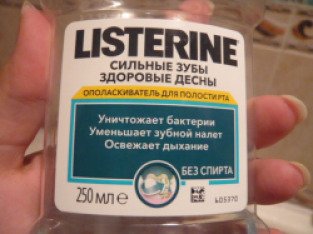 LISTERINE®
СИЛЬНЫЕ ЗУБЫ
ЗДОРОВЫЕ ДЕСНЫ
ОПОЛАСКИВАТЕЛЬ ДЛЯ ПОЛОСТИ РТА
Уничтожает бактерии
Уменьшает зубной налет
Освежает дыхание
БЕЗ СПИРТА
250 мл ℮